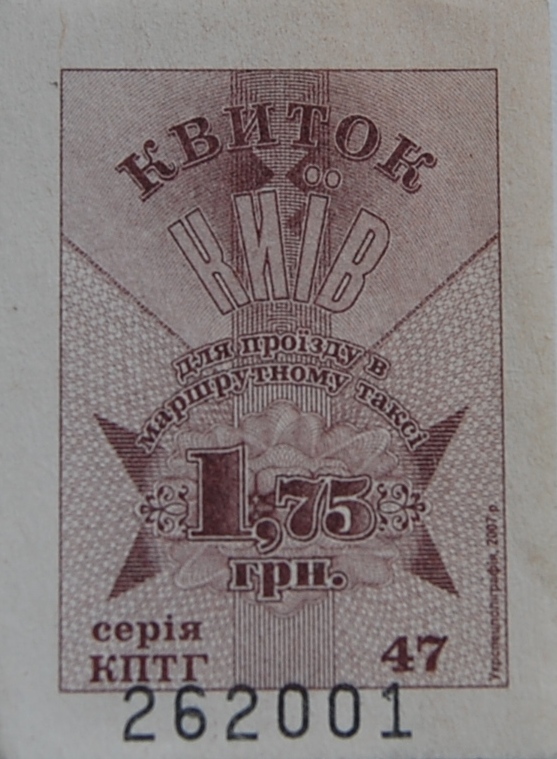 КВИТОК
КИЇВ
для проїзду в
маршрутному таксі
1,75
грн.
серія
КПТГ
47
262001
Укрспецполіграфія, 2007 р.